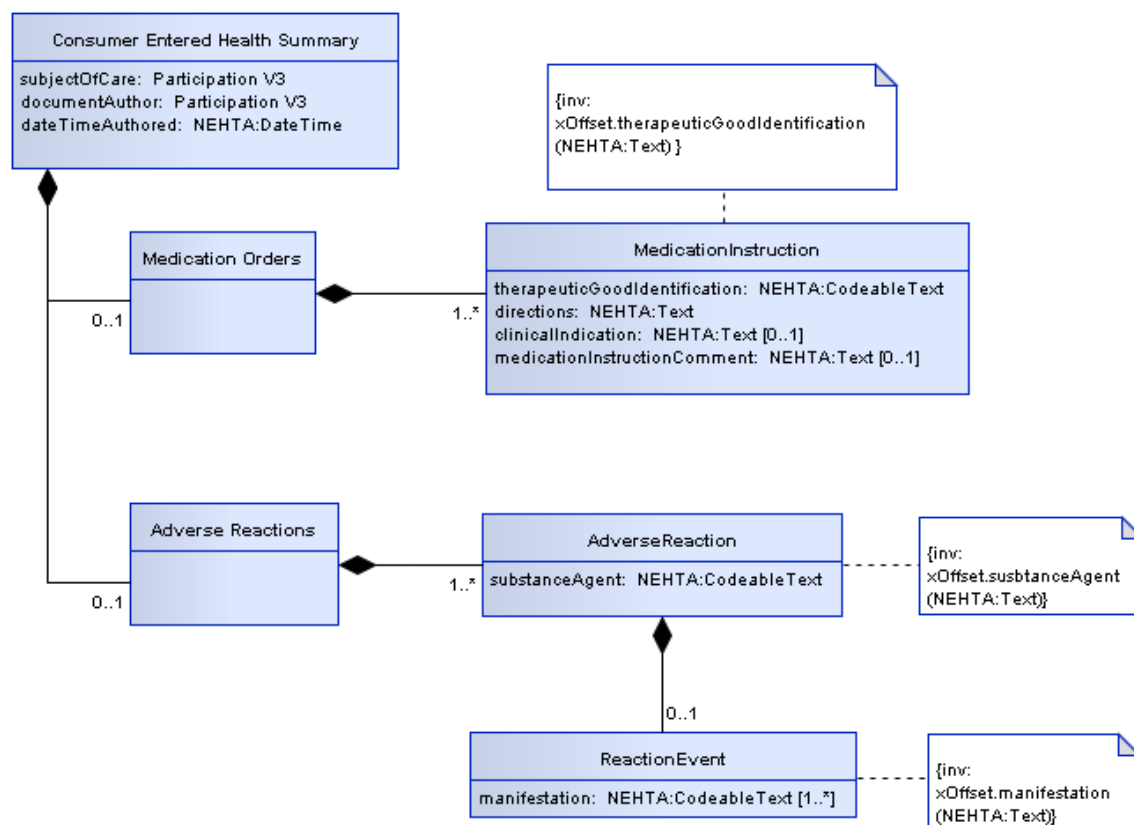 Consumer Entered Health Summary
subjectOfCare: Participation V3
documentAuthor: Participation V3
dateTimeAuthored: NEHTA:DateTime
{inv:
xOffset.therapeuticGoodIdentification
(NEHTA:Text) }
Medication Orders
0..1
MedicationInstruction
therapeuticGoodIdentification: NEHTA:CodeableText
directions: NEHTA:Text
clinicalIndication: NEHTA:Text [0..1]
medicationInstructionComment: NEHTA:Text [0..1]
1..*
Adverse Reactions
0..1
AdverseReaction
substanceAgent: NEHTA:CodeableText
1..*
{inv:
xOffset.susbtanceAgent
(NEHTA:Text)}
0..1
ReactionEvent
manifestation: NEHTA:CodeableText [1..*]
{inv:
xOffset.manifestation
(NEHTA:Text)}